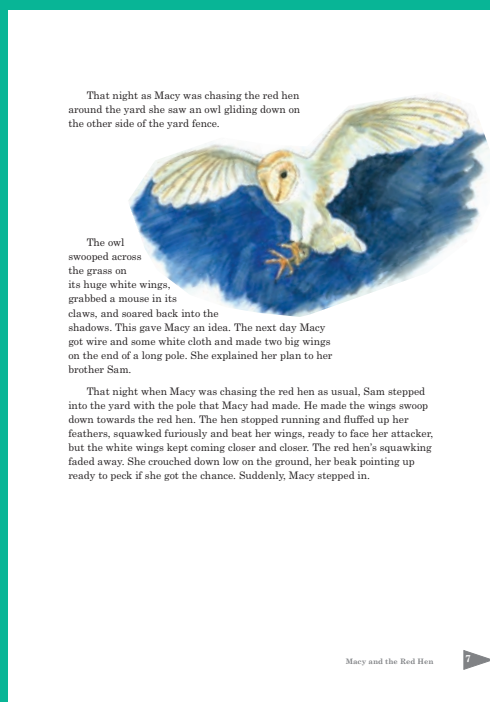 That night as Macy was chasing the red hen
around the yard she saw an owl gliding down on
the other side of the yard fence.
The owl
swooped across
the grass on
its huge white wings,
grabbed a mouse in its
claws, and soared back into the
shadows. This gave Macy an idea. The next day Macy
got wire and some white cloth and made two big wings
on the end of a long pole. She explained her plan to her
brother Sam.
That night when Macy was chasing the red hen as usual, Sam stepped
into the yard with the pole that Macy had made. He made the wings swoop
down towards the red hen. The hen stopped running and fluffed up her
feathers, squawked furiously and beat her wings, ready to face her attacker,
but the white wings kept coming closer and closer. The red hen’s squawking
faded away. She crouched down low on the ground, her beak pointing up
ready to peck if she got the chance. Suddenly, Macy stepped in.
Macy and the Red Hen
7